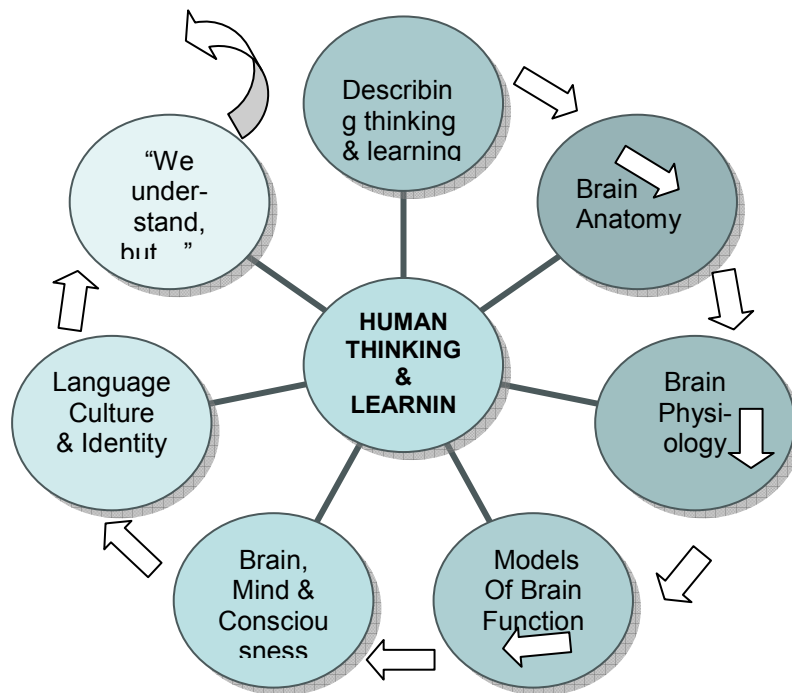 Describin
g thinking
& learning
Brain
Anatomy
Brain
Physi-
ology
Models
Of Brain
Function
Brain,
Mind &
Consciou
sness
Language
Culture
& Identity
“We
under-
stand,
but...”
HUMAN
THINKING
&
LEARNIN